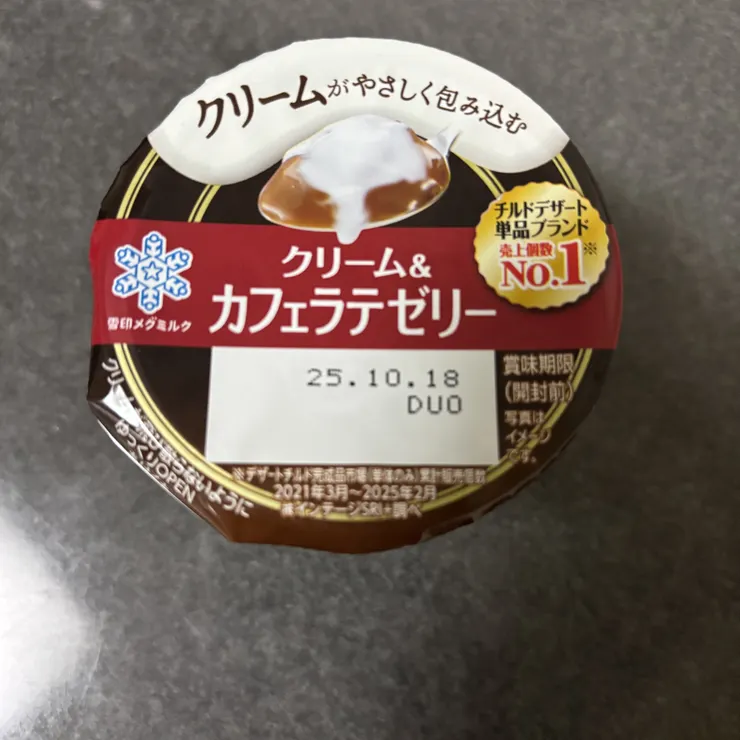 クリームがやさしく包み込む
チルドデザート
単品ブランド
売上個数
No.1※
雪印メグミルク
クリーム&
カフェラテゼリー
25.10.18
DUO
賞味期限
(開封前)
写真は
イメージ
です。
ゆっくりOPEN
2021年3月〜2025年2月